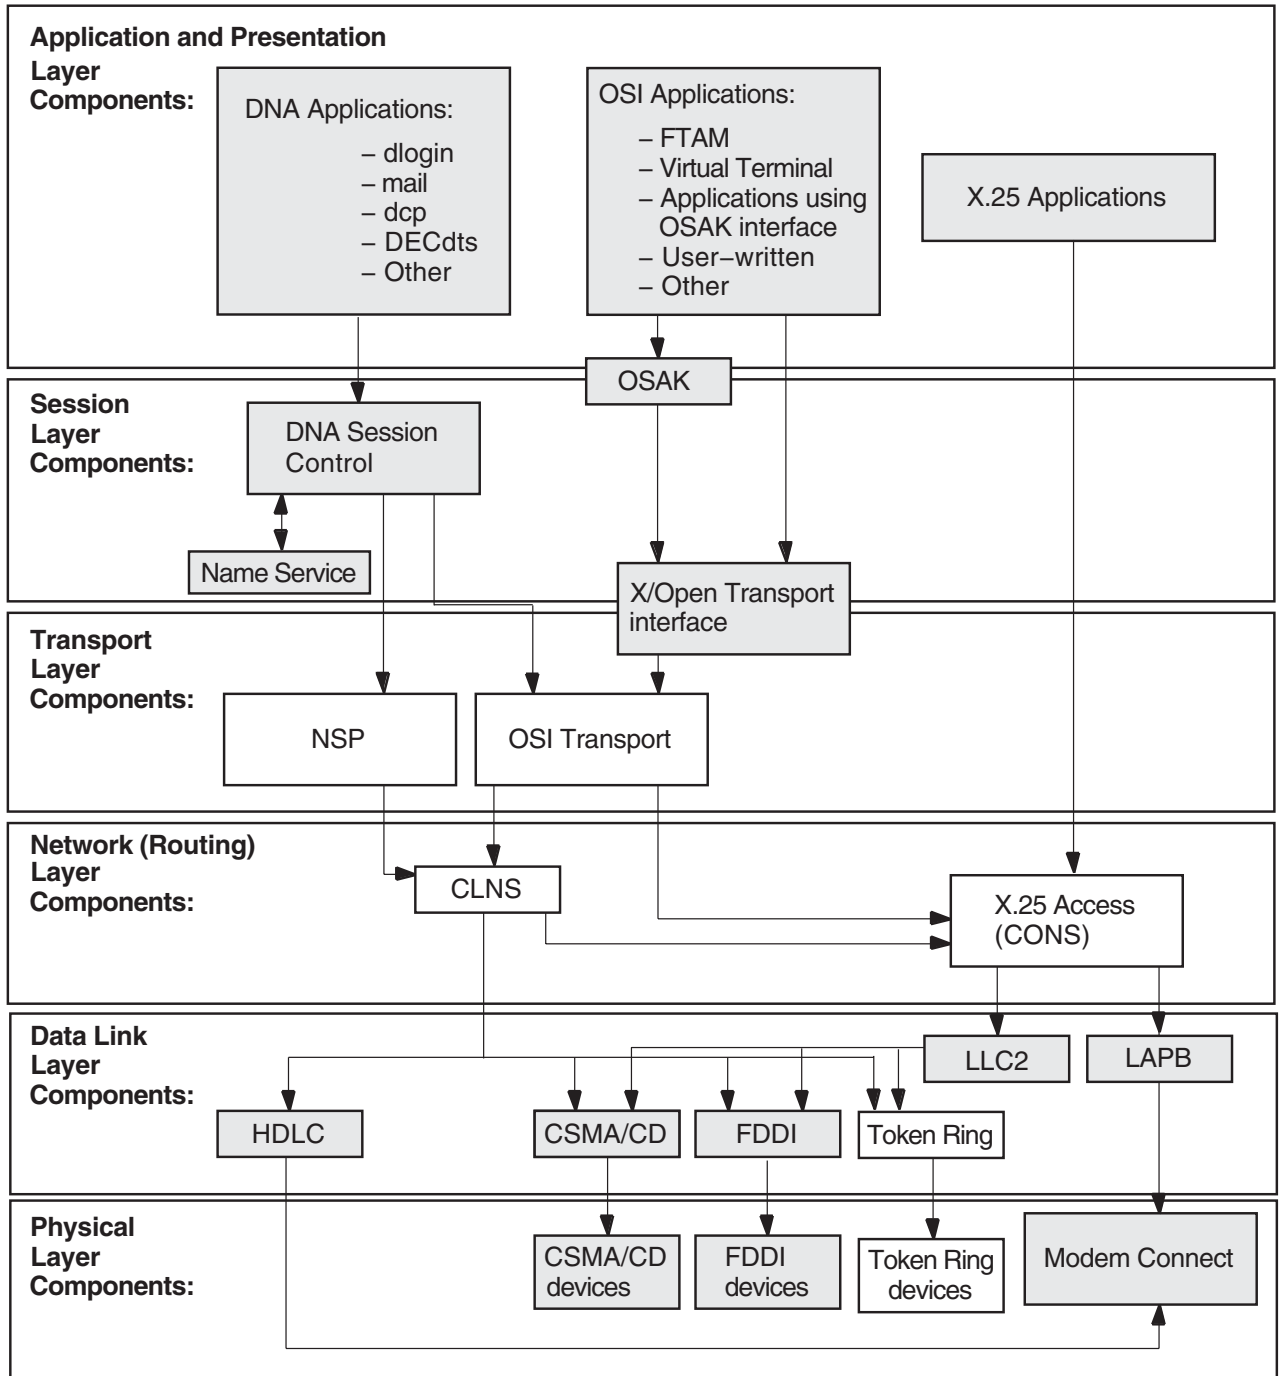 Application and Presentation
Layer
Components:
DNA Applications:
– dlogin
– mail
– dcp
– DECdts
– Other
OSI Applications:
– FTAM
– Virtual Terminal
– Applications using
OSAK interface
– User–written
– Other
X.25 Applications
OSAK
Session
Layer
Components:
DNA Session
Control
Name Service
X/Open Transport
interface
Transport
Layer
Components:
NSP
OSI Transport
Network (Routing)
Layer
Components:
CLNS
X.25 Access
(CONS)
Data Link
Layer
Components:
LLC2
LAPB
HDLC
CSMA/CD
FDDI
Token Ring
Physical
Layer
Components:
CSMA/CD
devices
FDDI
devices
Token Ring
devices
Modem Connect